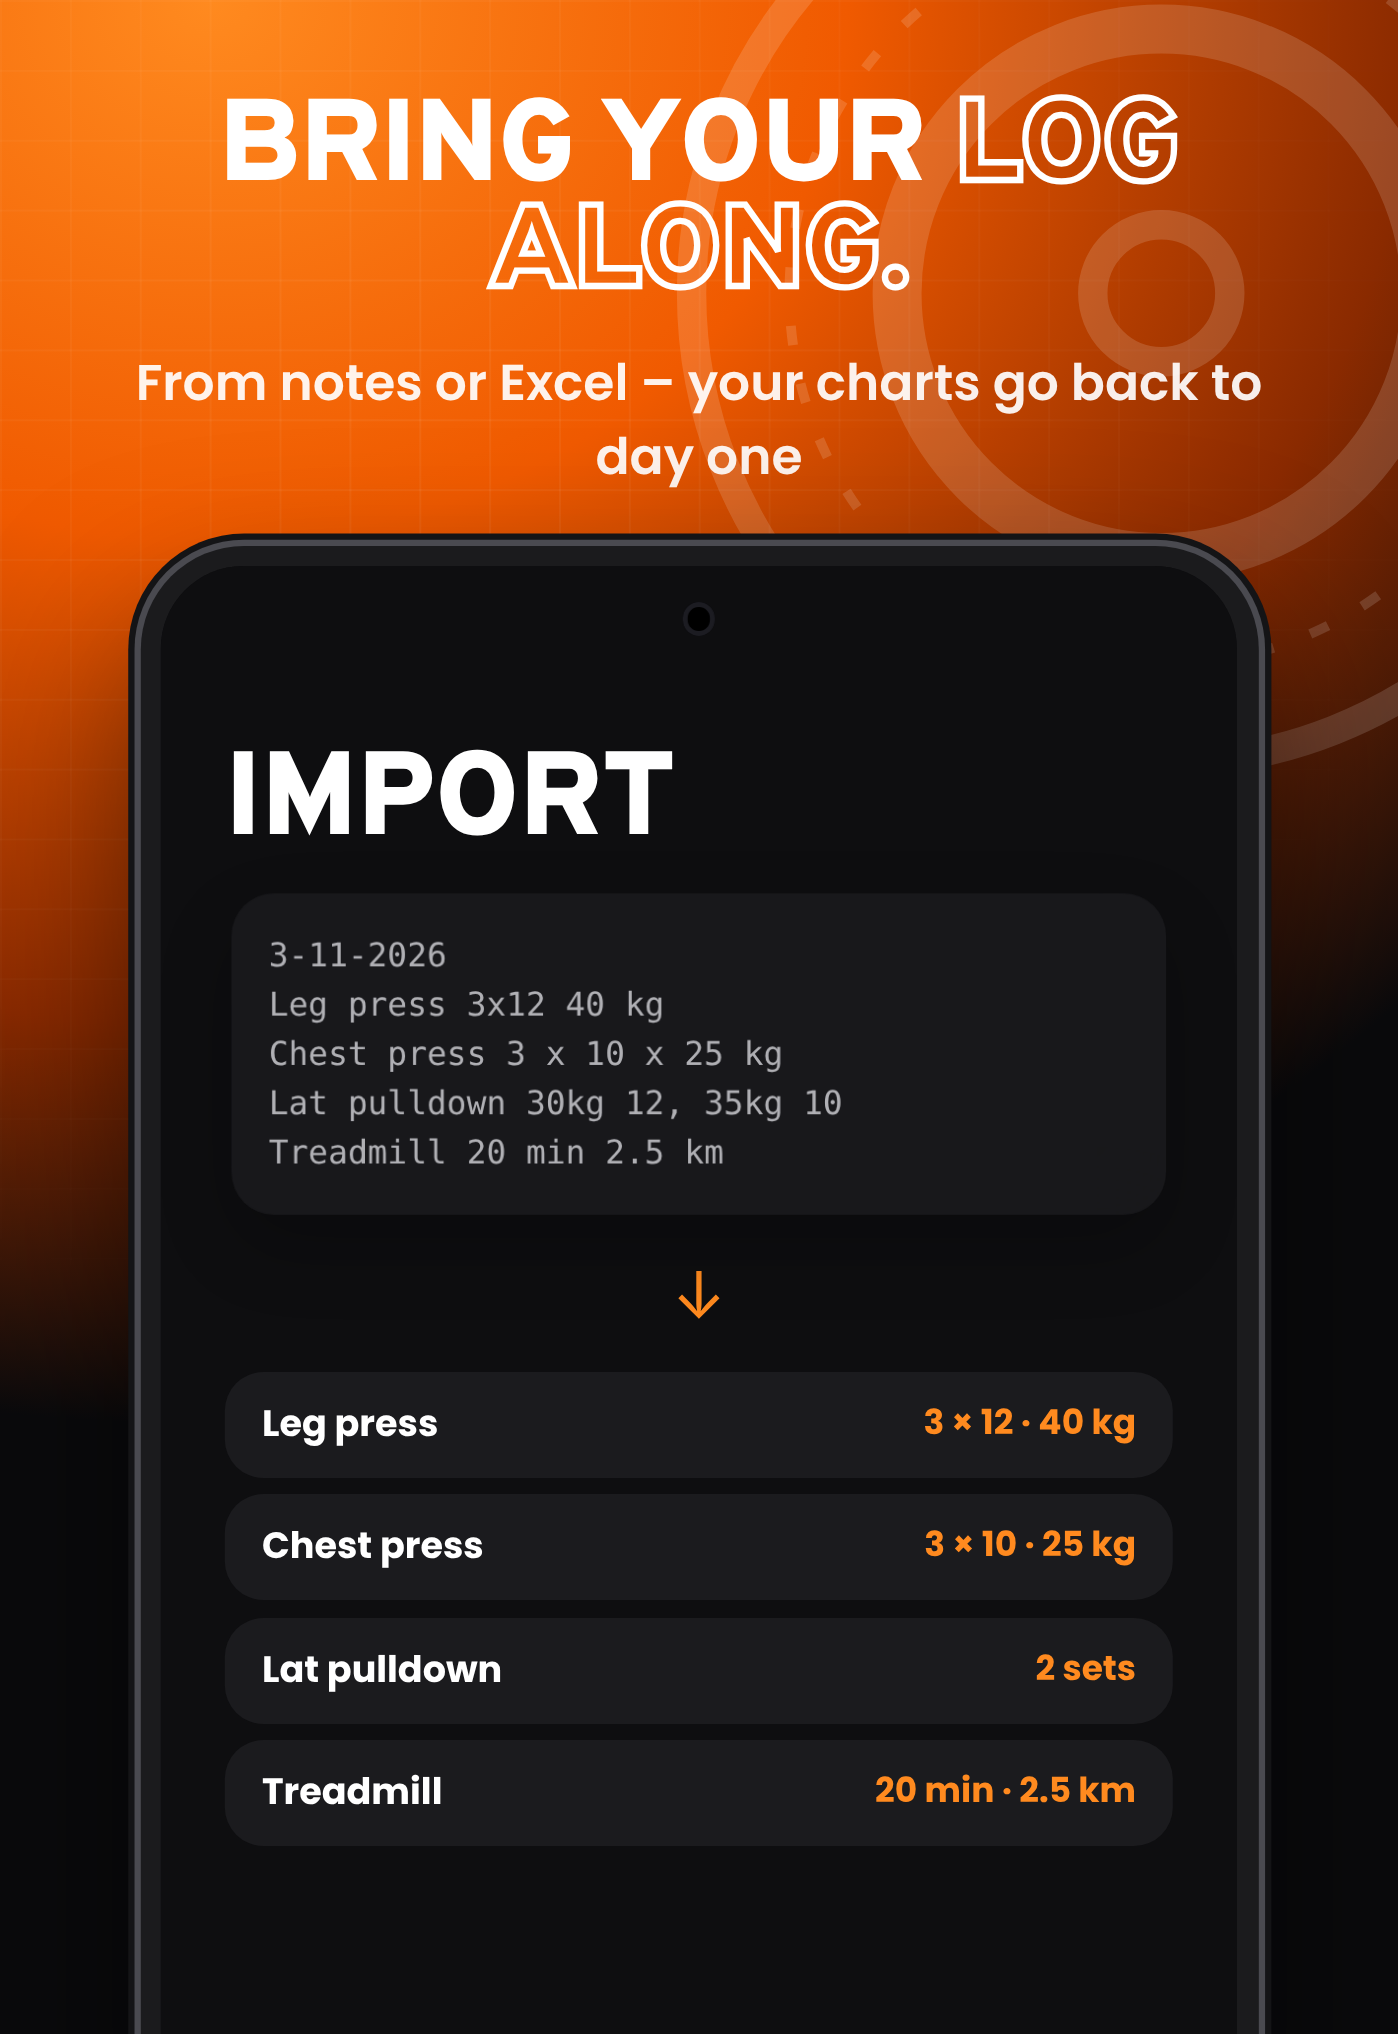 BRING YOUR LOG
ALONG.
From notes or Excel – your charts go back to
day one
IMPORT
3-11-2026
Leg press 3x12 40 kg
Chest press 3 x 10 x 25 kg
Lat pulldown 30kg 12, 35kg 10
Treadmill 20 min 2.5 km
Leg press 3 × 12 · 40 kg
Chest press 3 × 10 · 25 kg
Lat pulldown 2 sets
Treadmill 20 min · 2.5 km